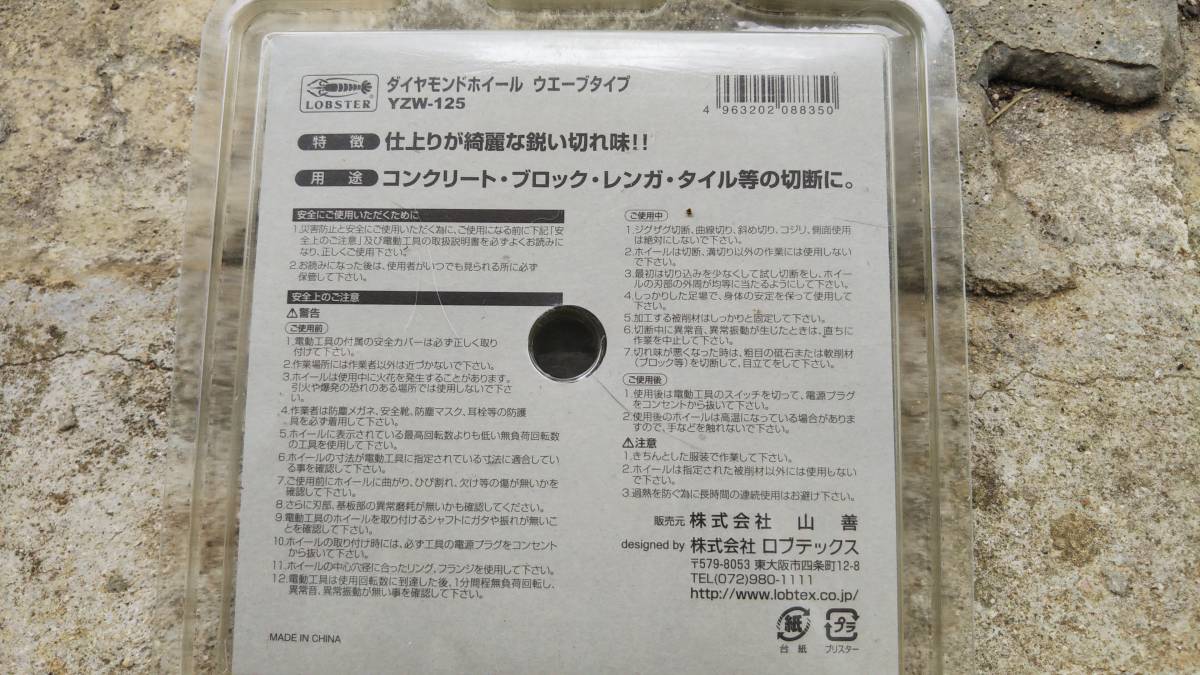 LOBSTER
ダイヤモンドホイール ウエーブタイプ
YZW-125
4 963202 088350
特 徴 仕上りが綺麗な鋭い切れ味!!
用 途 コンクリート・ブロック・レンガ・タイル等の切断に。
安全にご使用いただくために
1.災害防止と安全にご使用いただく為に、ご使用になる前に下記「安
全上のご注意」及び電動工具の取扱説明書を必ずよくお読みに
なり、正しくご使用下さい。
2.お読みになった後は、使用者がいつでも見られる所に必ず
保管して下さい。
安全上のご注意
⚠警告
ご使用前
1.電動工具の付属の安全カバーは必ず正しく取り
付けて下さい。
2.作業場所には作業者以外は近づかないで下さい。
3.ホイールは使用中に火花を発生することがあります。
引火や爆発の恐れのある場所では使用しないで下さ
い。
4.作業者は防塵メガネ、安全靴、防塵マスク、耳栓等の防護
具を必ず着用して下さい。
5.ホイールに表示されている最高回転数よりも低い無負荷回転数
の工具を使用して下さい。
6.ホイールの寸法が電動工具に指定されている寸法に適合してい
る事を確認して下さい。
7.ご使用前にホイールに曲がり、ひび割れ、欠け等の傷が無いかを
確認して下さい。
8.さらに刃部、基板部の異常磨耗が無いかも確認してください。
9.電動工具のホイールを取り付けるシャフトにガタや振れが無いこ
とを確認して下さい。
10.ホイールの取り付け時には、必ず工具の電源プラグをコンセント
から抜いて下さい。
11.ホイールの中心穴径に合ったリング、フランジを使用して下さい。
12.電動工具は使用回転数に到達した後、1分間程無負荷回転し、
異常音、異常振動が無い事を確認して下さい。
MADE IN CHINA
ご使用中
1.ジグザグ切断、曲線切り、斜め切り、コジリ、側面使用
は絶対にしないで下さい。
2.ホイールは切断、溝切り以外の作業には使用しない
で下さい。
3.最初は切り込みを少なくして試し切断をし、ホイー
ルの刃部の外周が均等に当たるようにして下さい。
4.しっかりした足場で、身体の安定を保って使用して
下さい。
5.加工する被削材はしっかりと固定して下さい。
6.切断中に異常音、異常振動が生じたときは、直ちに
作業を中止して下さい。
7.切れ味が悪くなった時は、粗目の砥石または軟削材
(ブロック等)を切断して、目立てをして下さい。
ご使用後
1.使用後は電動工具のスイッチを切って、電源プラグ
をコンセントから抜いて下さい。
2.使用後のホイールは高温になっている場合がありま
すので、手などを触れないで下さい。
⚠注意
1.きちんとした服装で作業して下さい。
2.ホイールは指定された被削材以外には使用しない
で下さい。
3.過熱を防ぐ為に長時間の連続使用はお避け下さい。
販売元 株式会社 山 善
designed by 株式会社 ロブテックス
〒579-8053 東大阪市四条町12-8
TEL(072)980-1111
http://www.lobtex.co.jp/
紙 プラ
台 紙 ブリスター